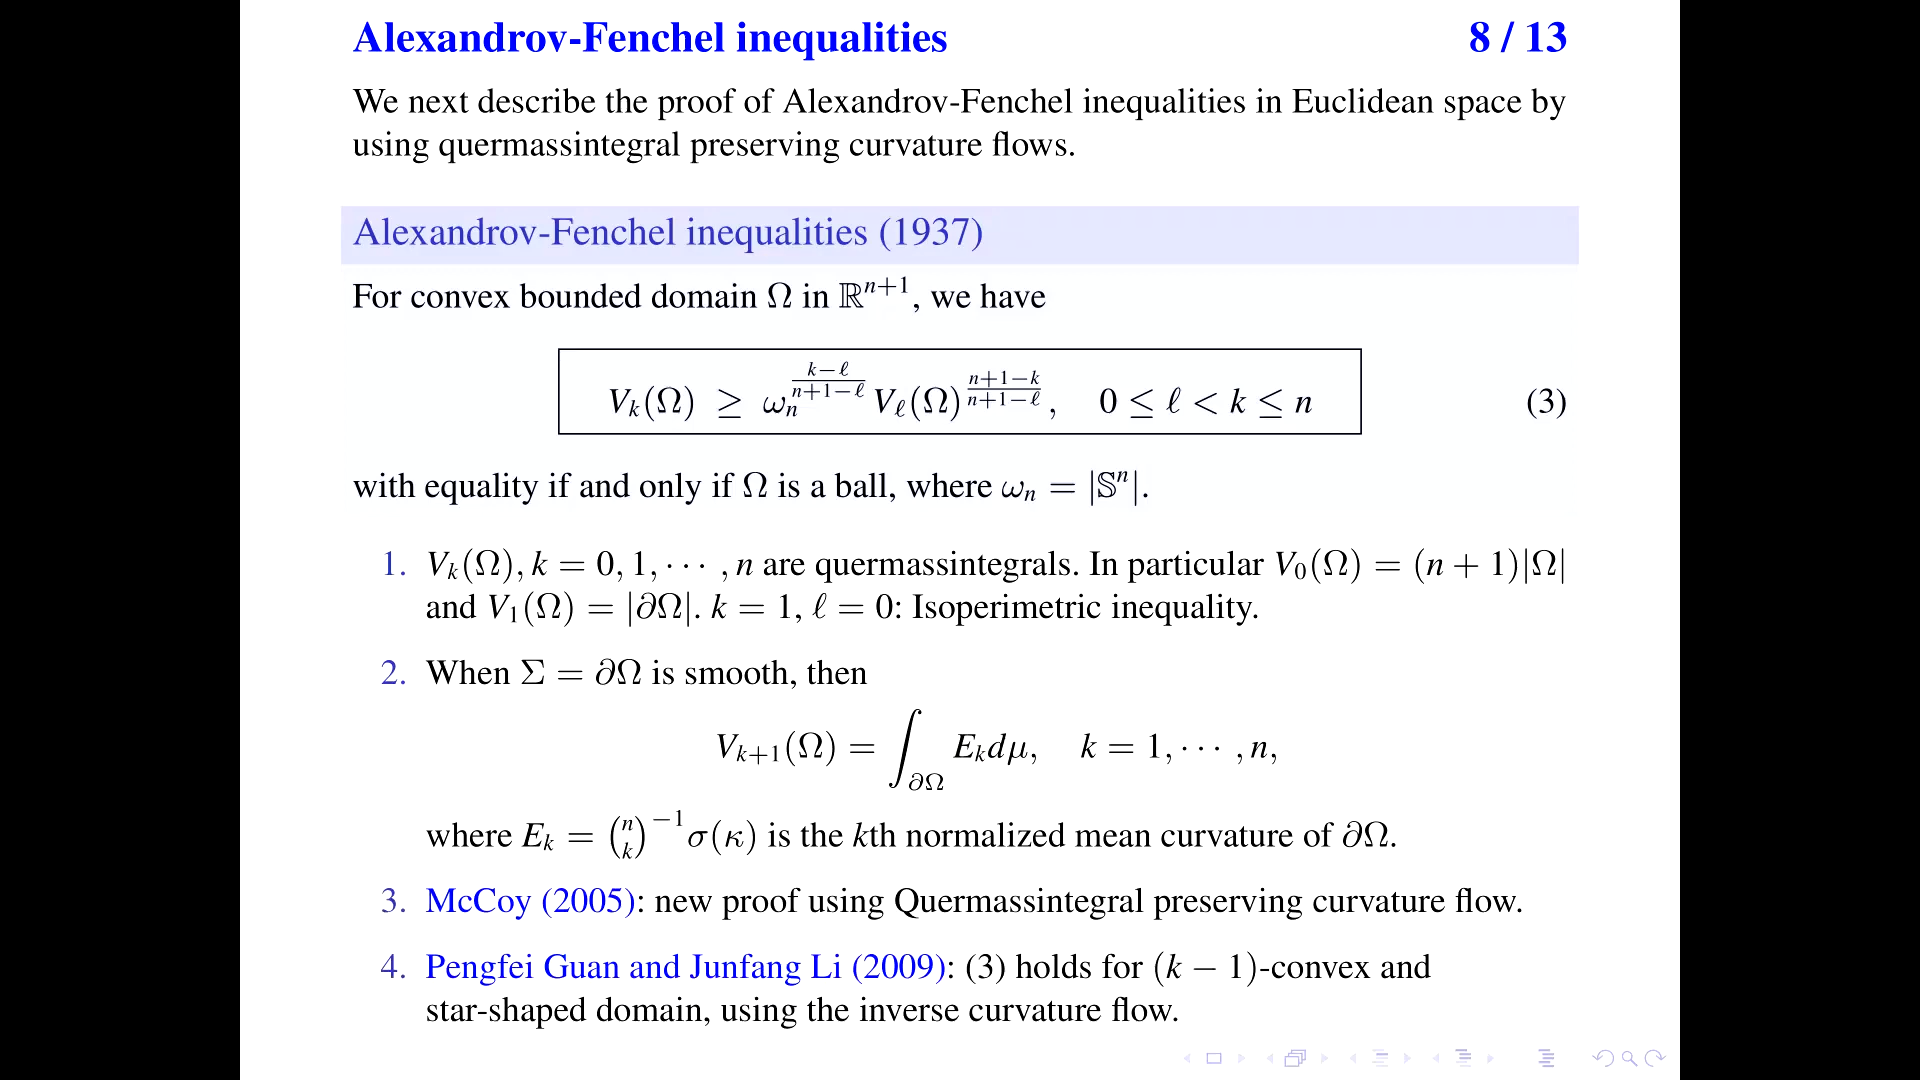 Alexandrov-Fenchel inequalities 8 / 13
We next describe the proof of Alexandrov-Fenchel inequalities in Euclidean space by
using quermassintegral preserving curvature flows.
Alexandrov-Fenchel inequalities (1937)
For convex bounded domain Ω in ℝ^{n+1}, we have
V_k(Ω) ≥ ω_n^{\frac{k−ℓ}{n+1−ℓ}} V_ℓ(Ω)^{\frac{n+1−k}{n+1−ℓ}}, 0 ≤ ℓ < k ≤ n (3)
with equality if and only if Ω is a ball, where ω_n = |𝕊^n|.
1. V_k(Ω), k = 0, 1, ⋯ , n are quermassintegrals. In particular V_0(Ω) = (n + 1)|Ω|
and V_1(Ω) = |∂Ω|. k = 1, ℓ = 0: Isoperimetric inequality.
2. When Σ = ∂Ω is smooth, then
V_{k+1}(Ω) = ∫_{∂Ω} E_k dμ, k = 1, ⋯ , n,
where E_k = \binom{n}{k}^{−1} σ(κ) is the kth normalized mean curvature of ∂Ω.
3. McCoy (2005): new proof using Quermassintegral preserving curvature flow.
4. Pengfei Guan and Junfang Li (2009): (3) holds for (k − 1)-convex and
star-shaped domain, using the inverse curvature flow.